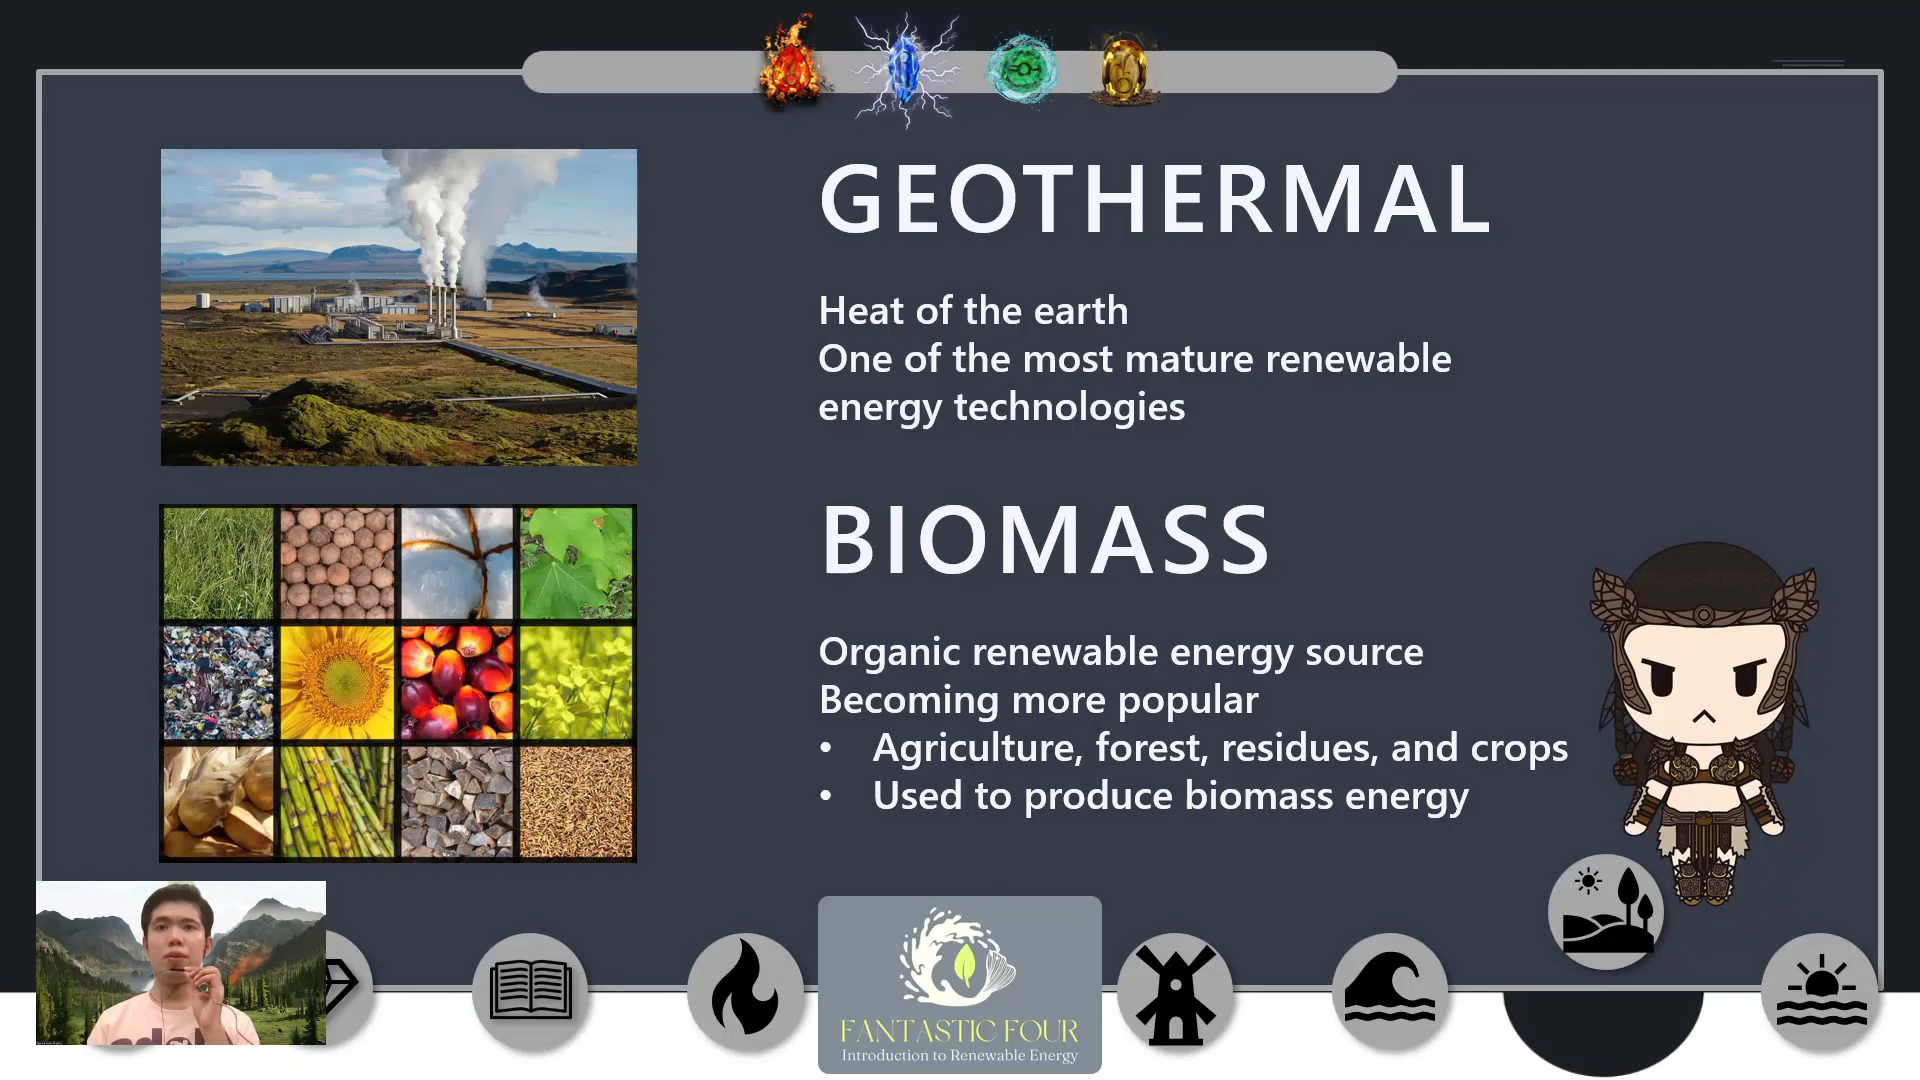 GEOTHERMAL
Heat of the earth
One of the most mature renewable
energy technologies
BIOMASS
Organic renewable energy source
Becoming more popular
• Agriculture, forest, residues, and crops
• Used to produce biomass energy
FANTASTIC FOUR
Introduction to Renewable Energy